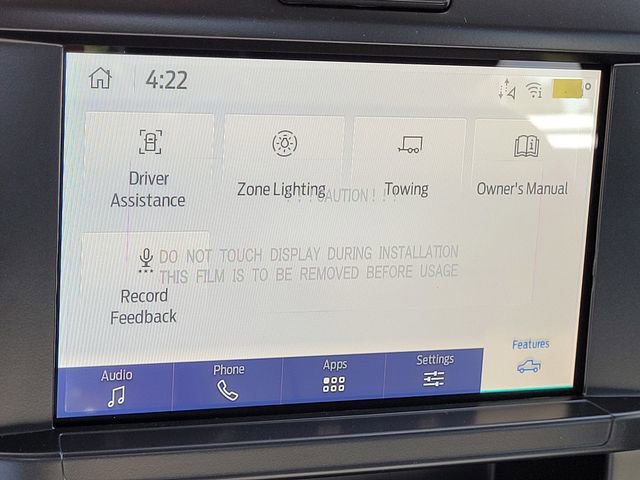 4:22
Driver
Assistance
Zone Lighting
Towing
Owner's Manual
! ! ! CAUTION ! ! !
DO NOT TOUCH DISPLAY DURING INSTALLATION
THIS FILM IS TO BE REMOVED BEFORE USAGE
Record
Feedback
Audio
Phone
Apps
Settings
Features